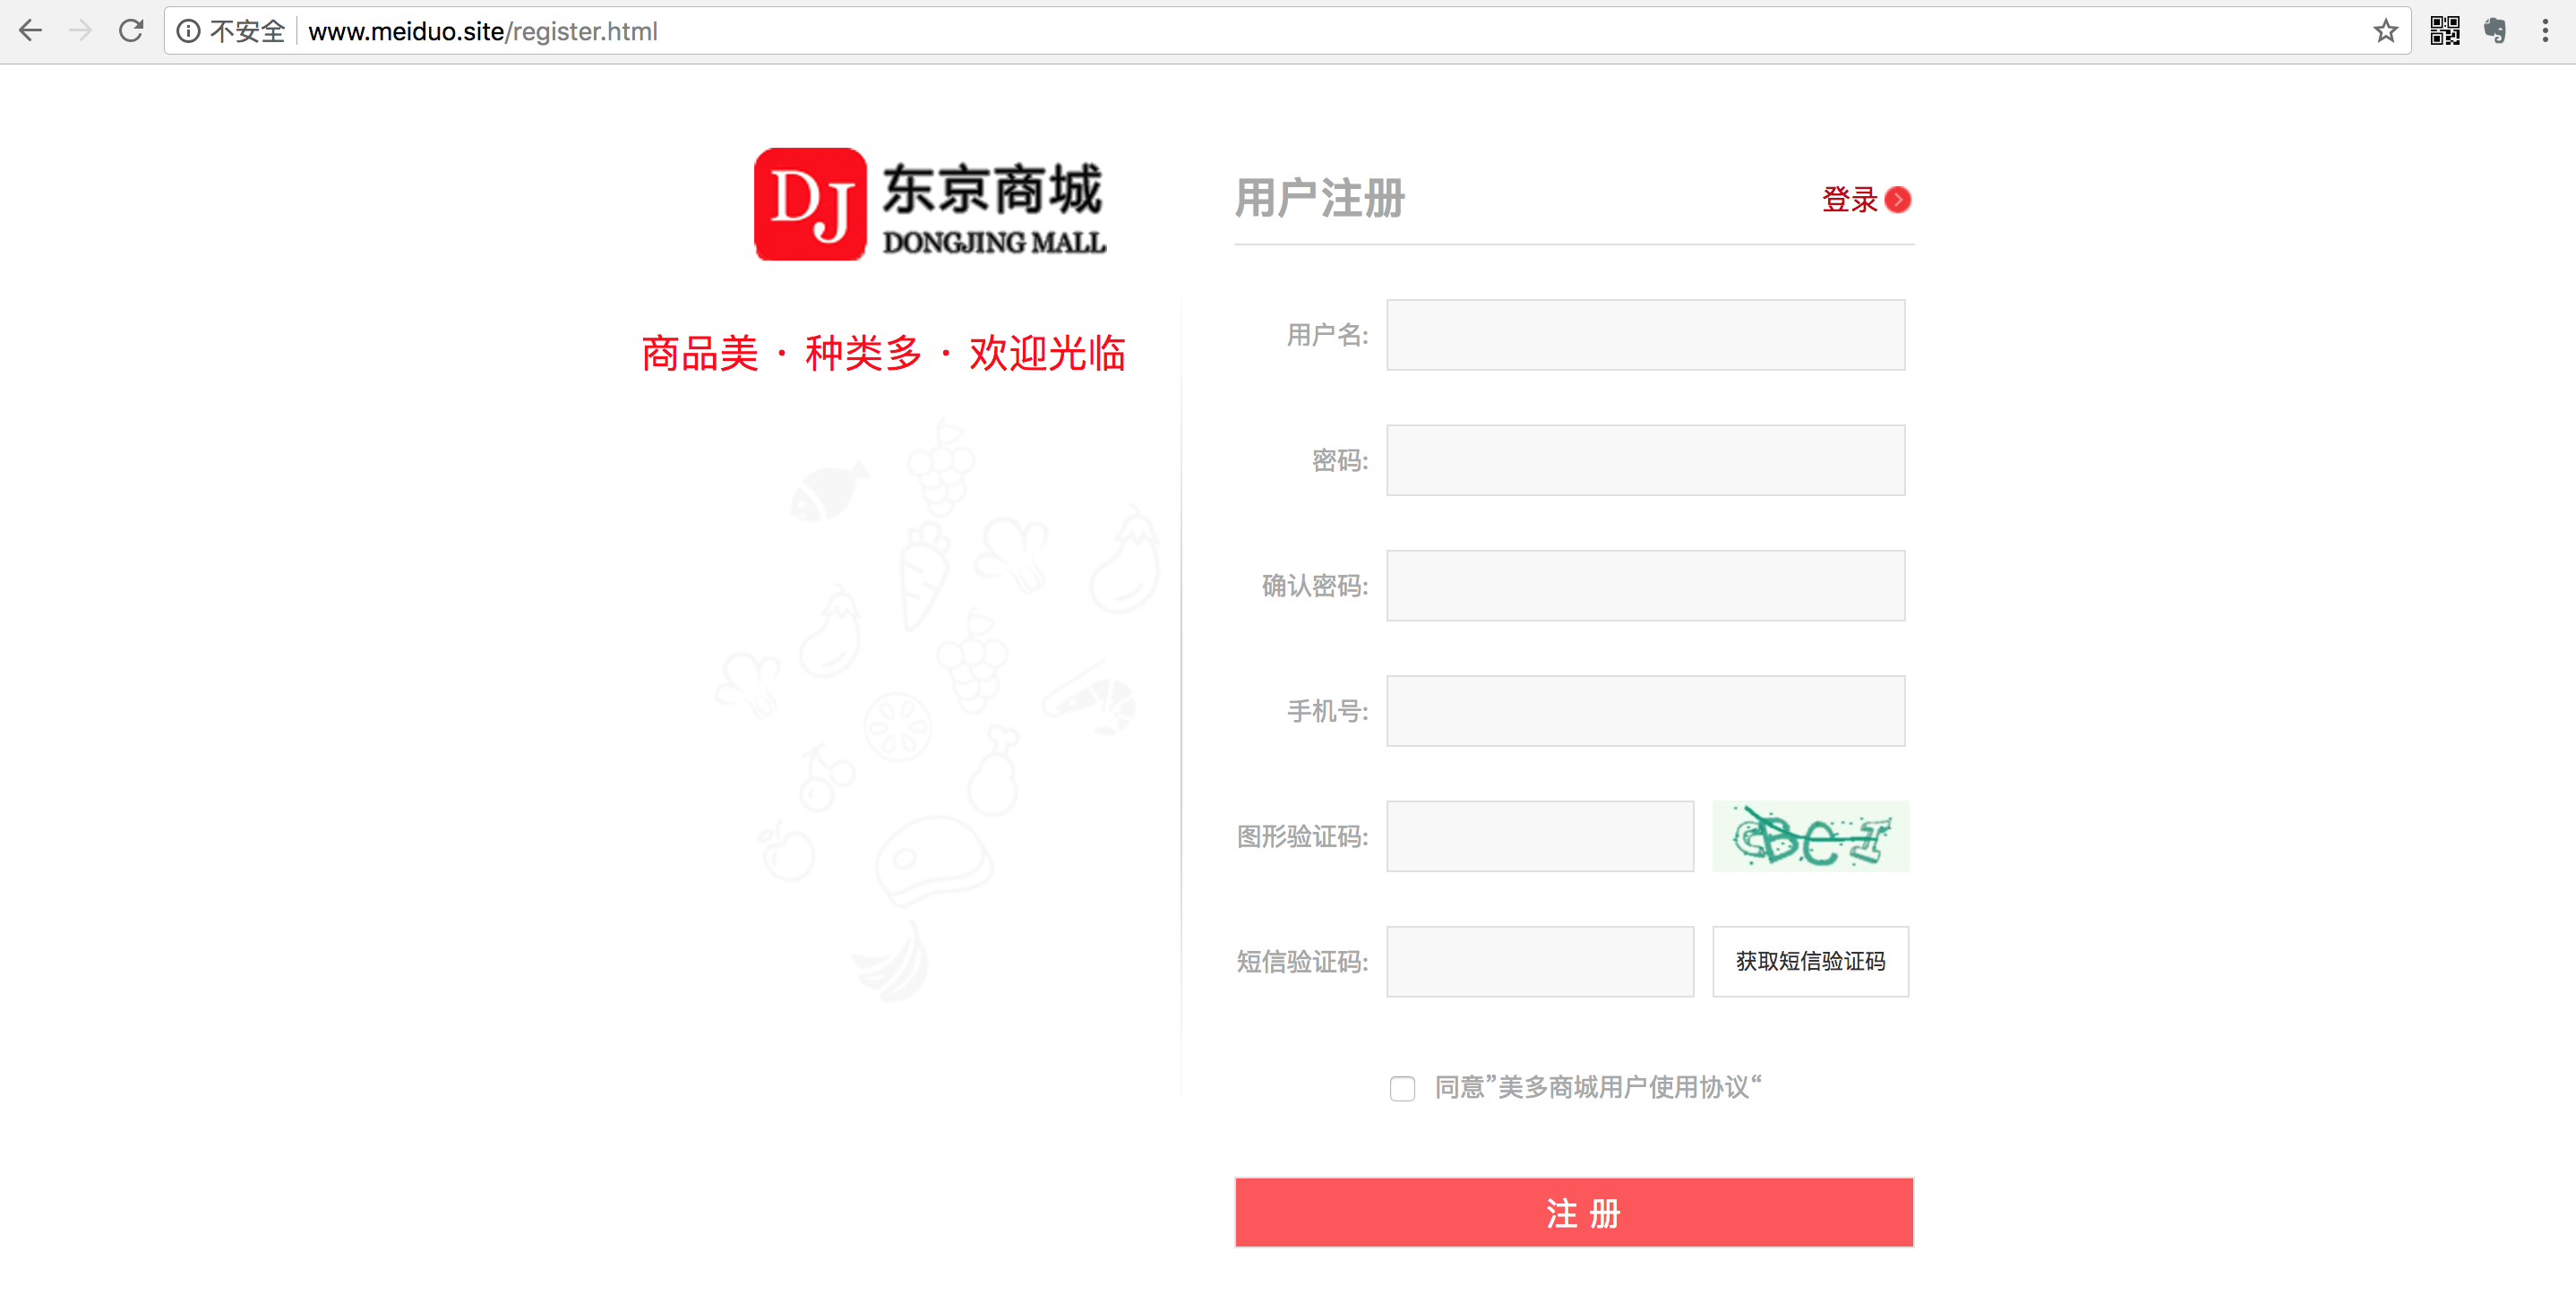 不安全 www.meiduo.site/register.html
DJ 东京商城
DONGJING MALL
商品美 · 种类多 · 欢迎光临
用户注册
登录
用户名:
密码:
确认密码:
手机号:
图形验证码:
短信验证码:
获取短信验证码
同意”美多商城用户使用协议“
注 册